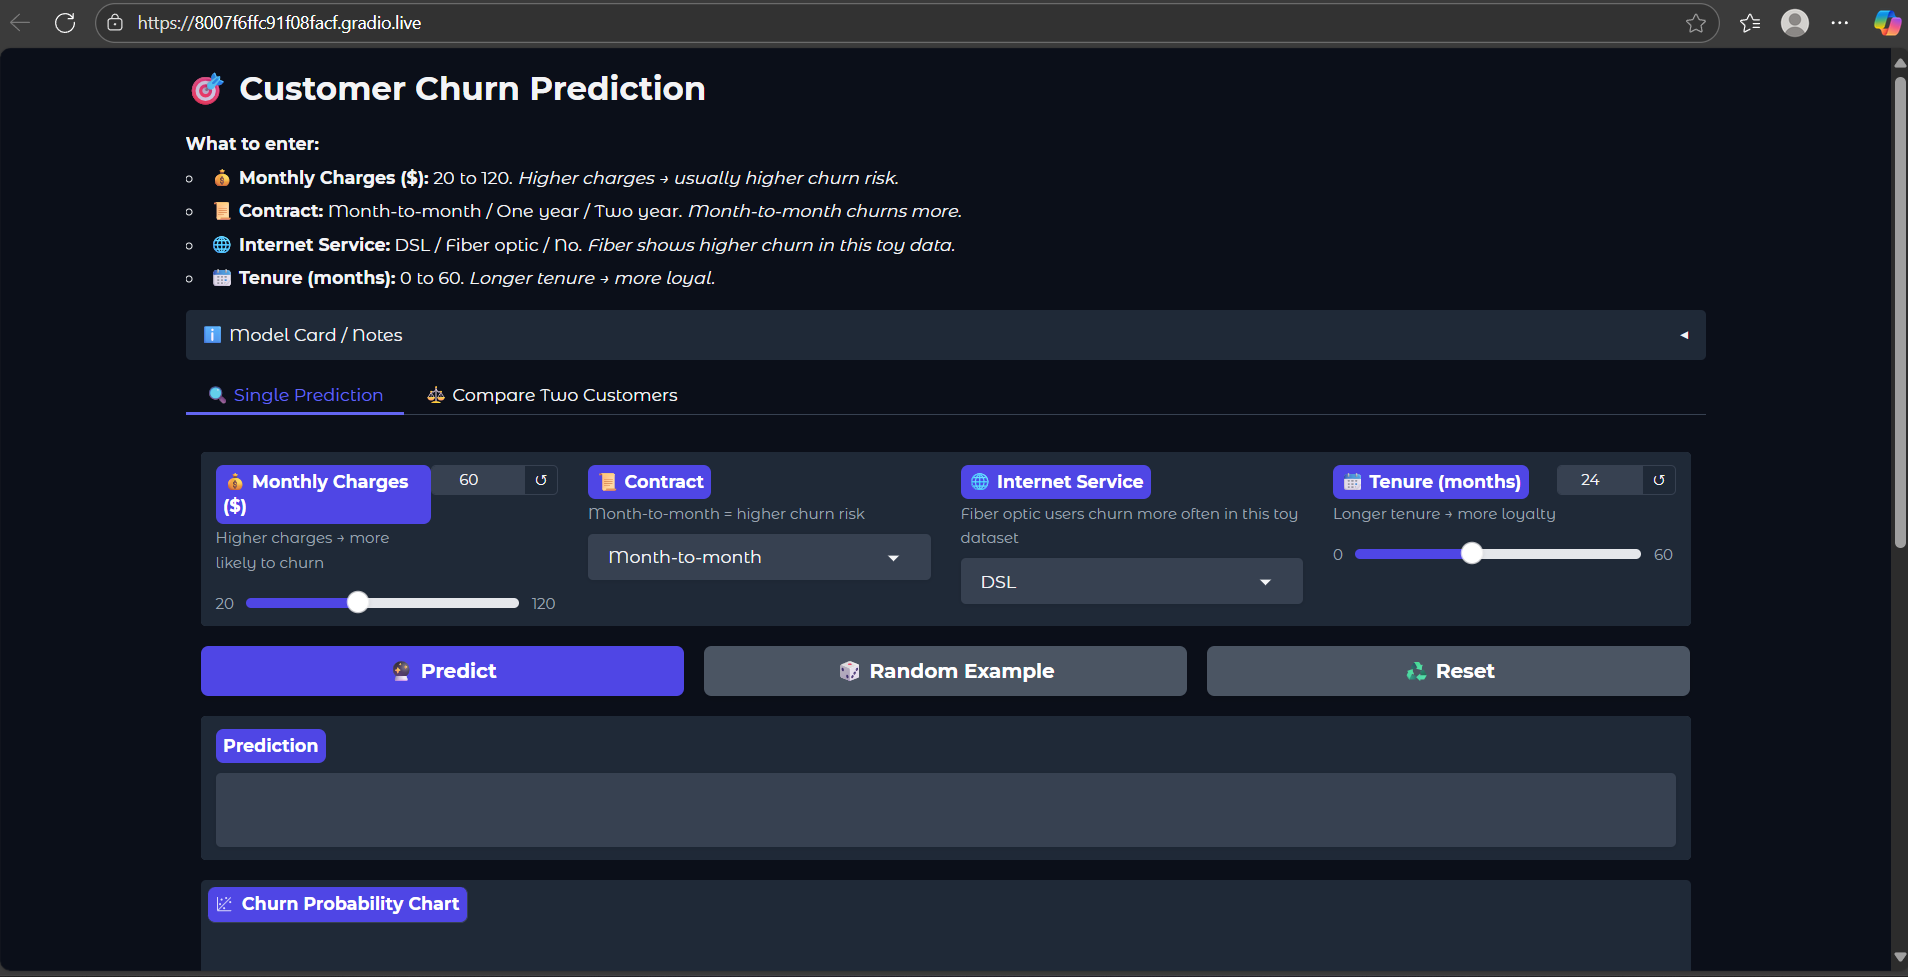 https://8007f6ffc91f08facf.gradio.live
Customer Churn Prediction
What to enter:
Monthly Charges ($): 20 to 120. Higher charges → usually higher churn risk.
Contract: Month-to-month / One year / Two year. Month-to-month churns more.
Internet Service: DSL / Fiber optic / No. Fiber shows higher churn in this toy data.
Tenure (months): 0 to 60. Longer tenure → more loyal.
Model Card / Notes
Single Prediction
Compare Two Customers
Monthly Charges
($)
60
Higher charges → more
likely to churn
20
120
Contract
Month-to-month = higher churn risk
Month-to-month
Internet Service
Fiber optic users churn more often in this toy
dataset
DSL
Tenure (months)
24
Longer tenure → more loyalty
0
60
Predict
Random Example
Reset
Prediction
Churn Probability Chart